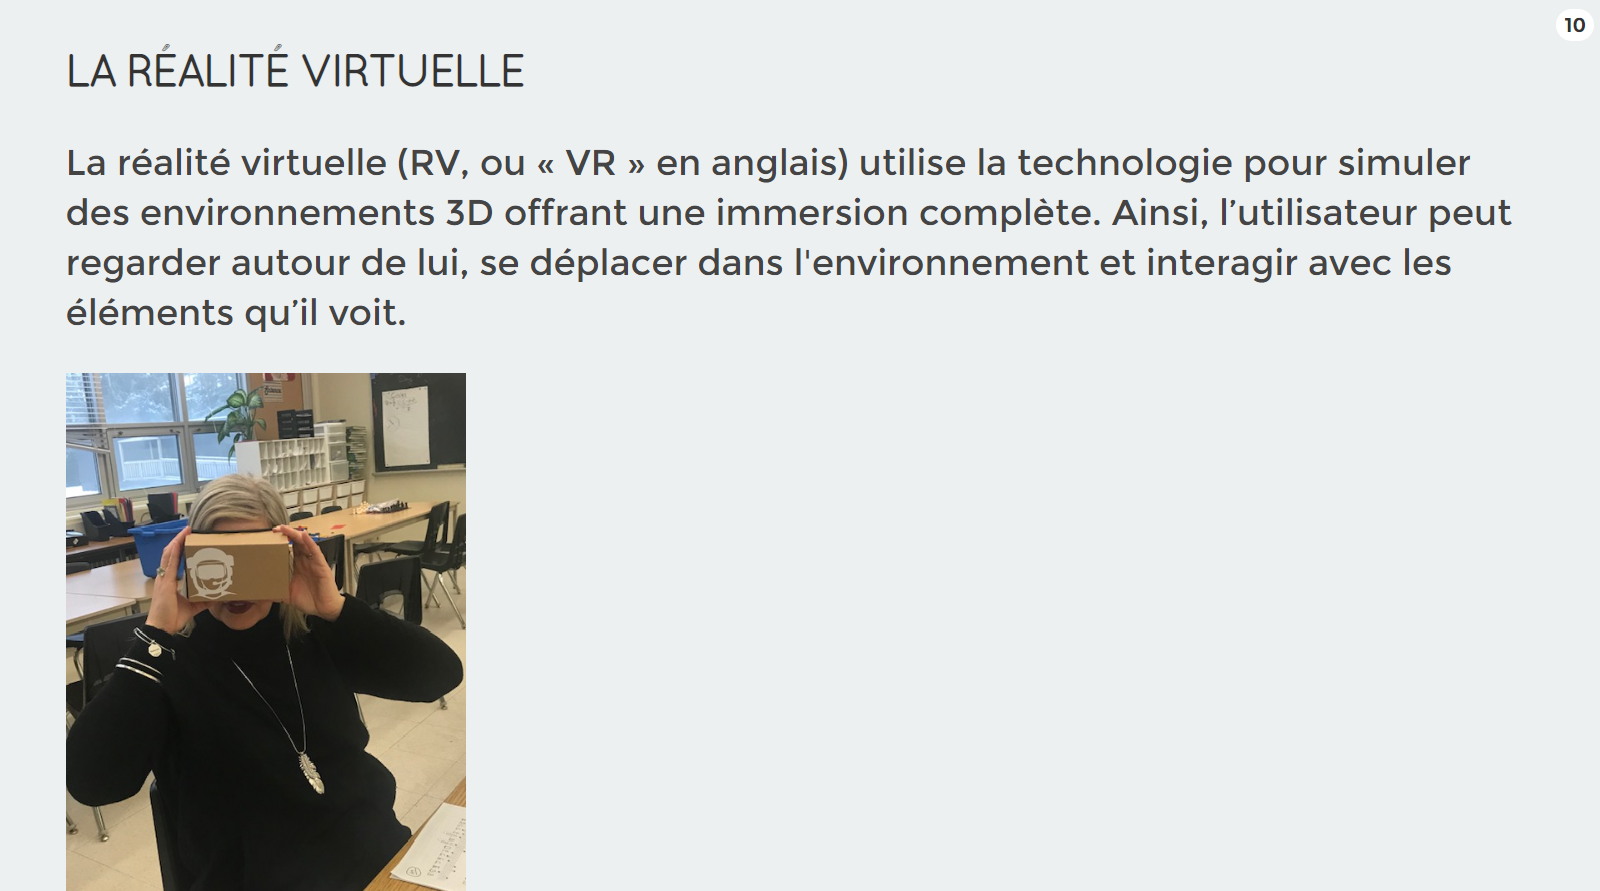 10
LA RÉALITÉ VIRTUELLE
La réalité virtuelle (RV, ou « VR » en anglais) utilise la technologie pour simuler
des environnements 3D offrant une immersion complète. Ainsi, l’utilisateur peut
regarder autour de lui, se déplacer dans l'environnement et interagir avec les
éléments qu’il voit.